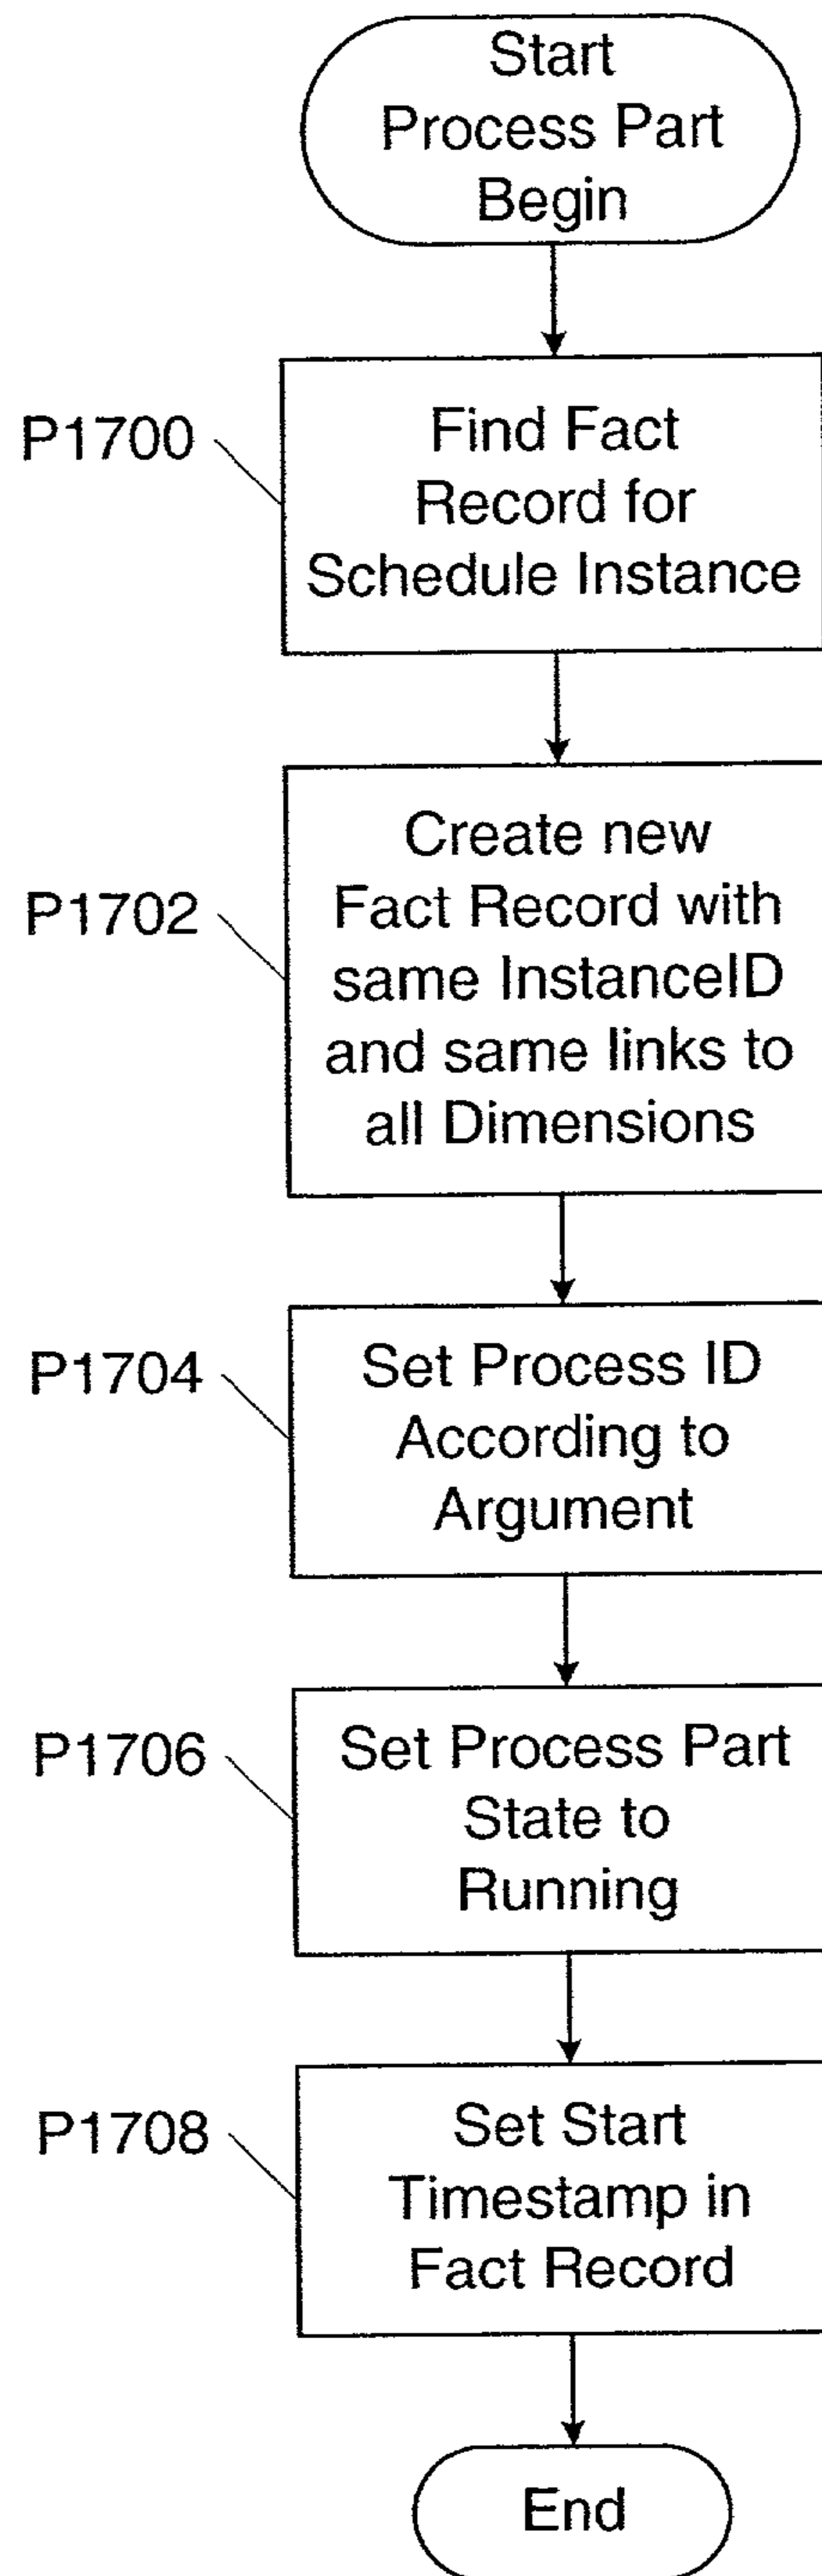 Start
Process Part
Begin
P1700
Find Fact
Record for
Schedule Instance
P1702
Create new
Fact Record with
same InstanceID
and same links to
all Dimensions
P1704
Set Process ID
According to
Argument
P1706
Set Process Part
State to
Running
P1708
Set Start
Timestamp in
Fact Record
End